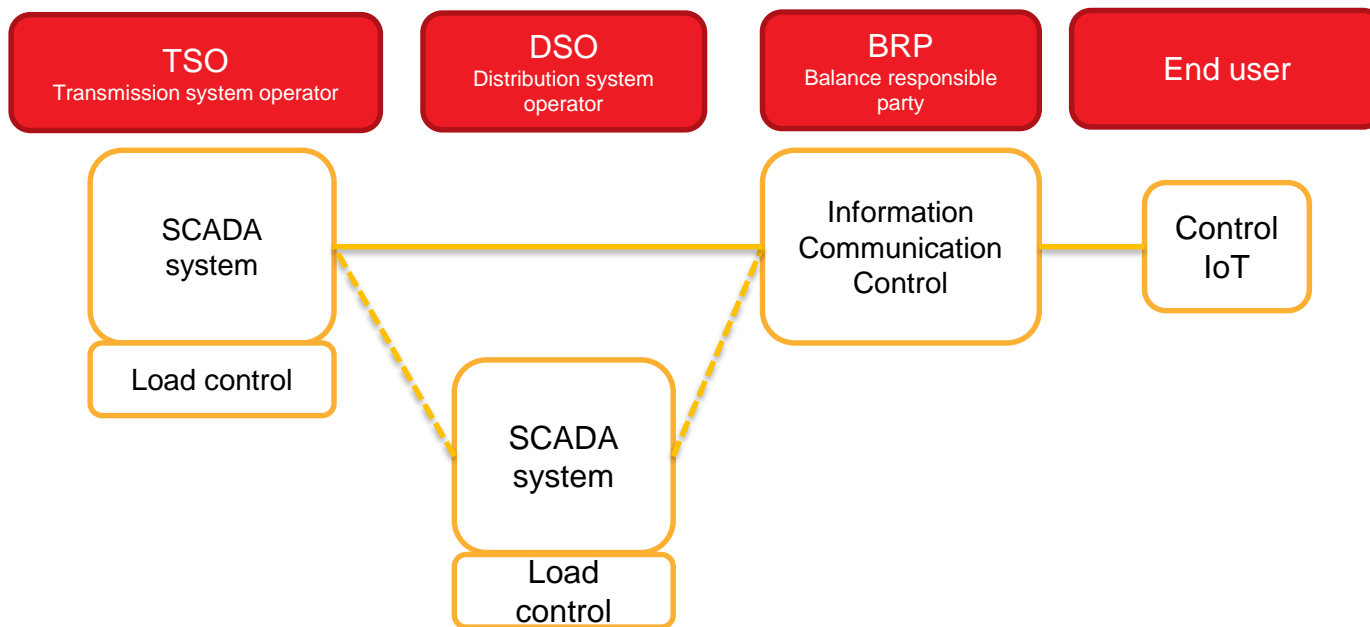 TSO
Transmission system operator
DSO
Distribution system
operator
BRP
Balance responsible
party
End user
SCADA
system
Load control
SCADA
system
Load
control
Information
Communication
Control
Control
IoT